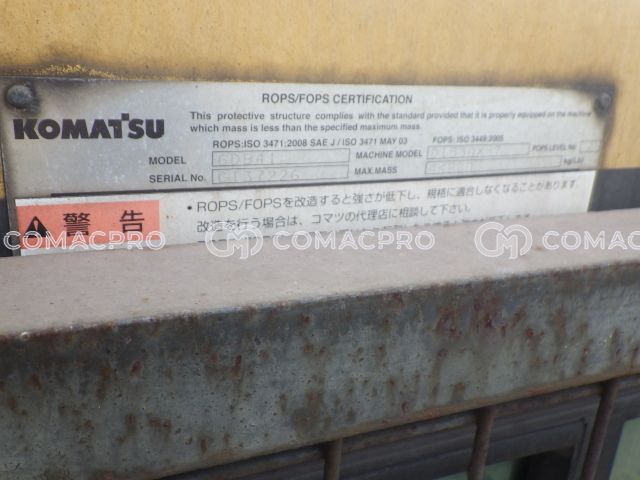 ROPS/FOPS CERTIFICATION
KOMATSU
This protective structure complies with the standard provided that it is properly equipped on the machine
which mass is less than the specified maximum mass.
ROPS:ISO 3471:2008 SAE J/ISO 3471 MAY 03 FOPS: ISO 3449:2005
MODEL MACHINE MODEL FOPS LEVEL No.
SERIAL No. MAX.MASS kg(Lb)
警告
・ROPS/FOPSを改造すると強さが低下し、規格に適合しなくなることがあり
改造を行う場合は、コマツの代理店に相談して下さい。
COMACPRO COMACPRO COMACPRO